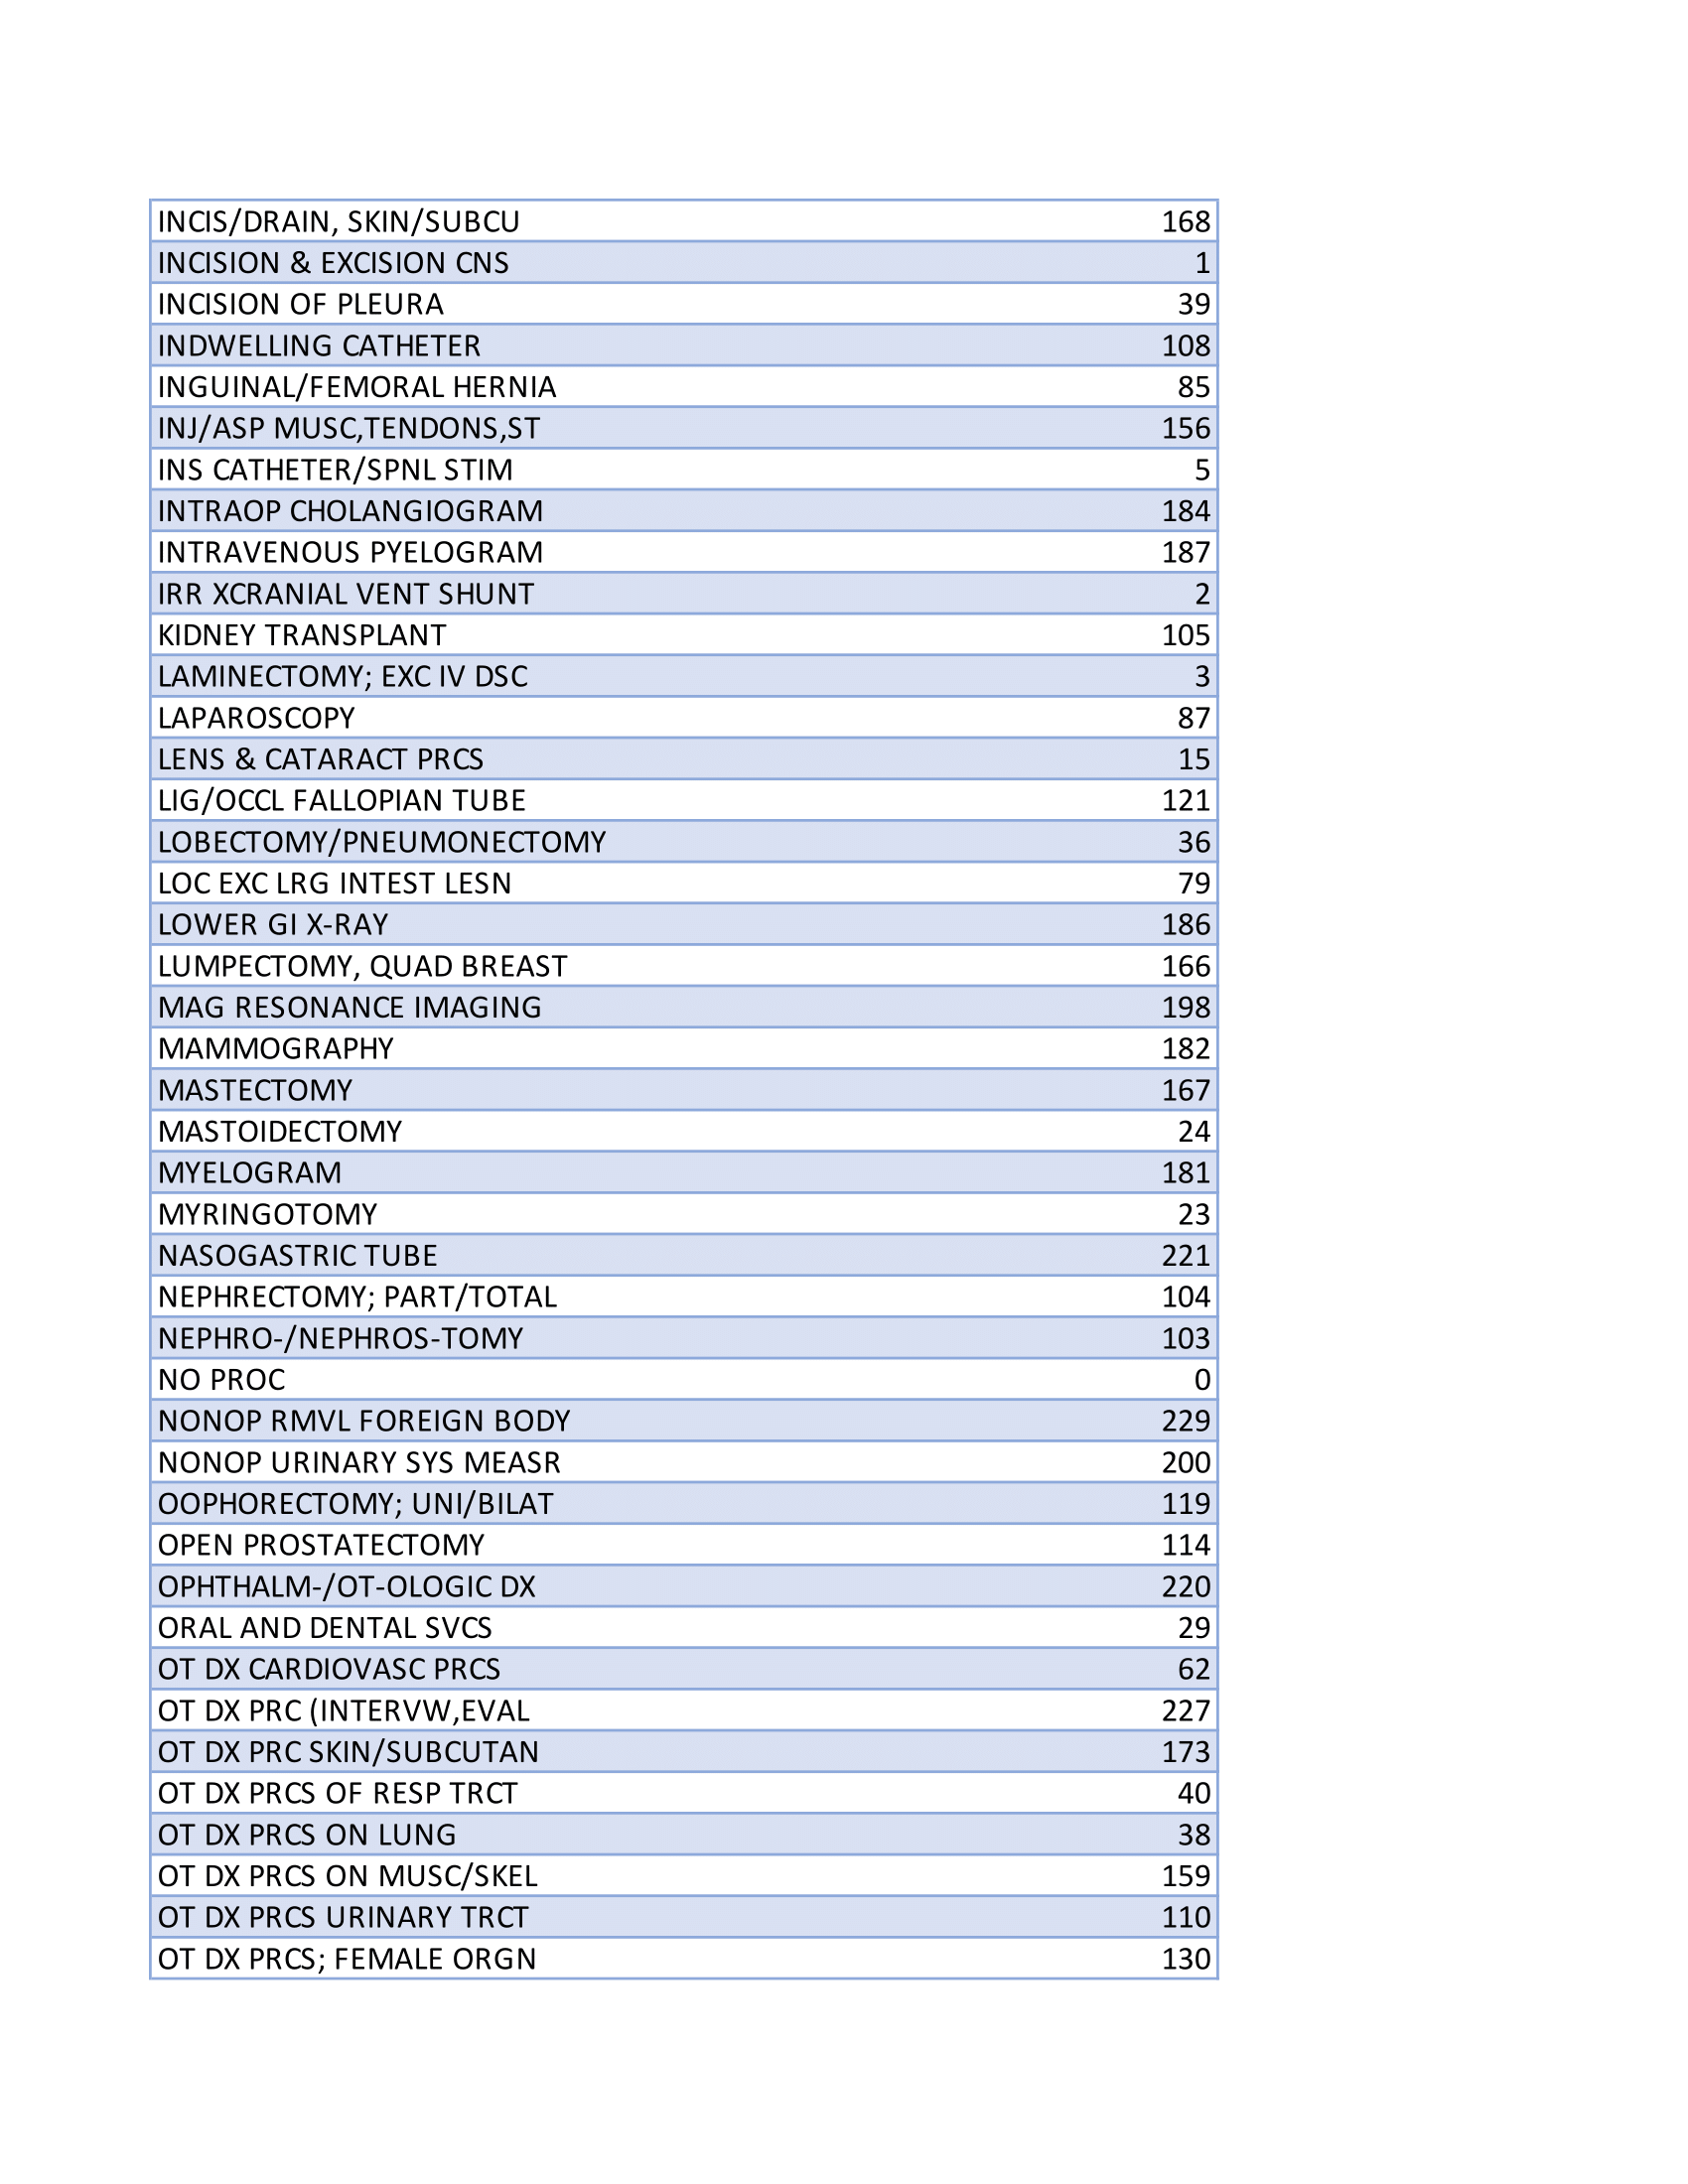 INCIS/DRAIN, SKIN/SUBCU 168
INCISION & EXCISION CNS 1
INCISION OF PLEURA 39
INDWELLING CATHETER 108
INGUINAL/FEMORAL HERNIA 85
INJ/ASP MUSC,TENDONS,ST 156
INS CATHETER/SPNL STIM 5
INTRAOP CHOLANGIOGRAM 184
INTRAVENOUS PYELOGRAM 187
IRR XCRANIAL VENT SHUNT 2
KIDNEY TRANSPLANT 105
LAMINECTOMY; EXC IV DSC 3
LAPAROSCOPY 87
LENS & CATARACT PRCS 15
LIG/OCCL FALLOPIAN TUBE 121
LOBECTOMY/PNEUMONECTOMY 36
LOC EXC LRG INTEST LESN 79
LOWER GI X-RAY 186
LUMPECTOMY, QUAD BREAST 166
MAG RESONANCE IMAGING 198
MAMMOGRAPHY 182
MASTECTOMY 167
MASTOIDECTOMY 24
MYELOGRAM 181
MYRINGOTOMY 23
NASOGASTRIC TUBE 221
NEPHRECTOMY; PART/TOTAL 104
NEPHRO-/NEPHROS-TOMY 103
NO PROC 0
NONOP RMVL FOREIGN BODY 229
NONOP URINARY SYS MEASR 200
OOPHORECTOMY; UNI/BILAT 119
OPEN PROSTATECTOMY 114
OPHTHALM-/OT-OLOGIC DX 220
ORAL AND DENTAL SVCS 29
OT DX CARDIOVASC PRCS 62
OT DX PRC (INTERVW,EVAL 227
OT DX PRC SKIN/SUBCUTAN 173
OT DX PRCS OF RESP TRCT 40
OT DX PRCS ON LUNG 38
OT DX PRCS ON MUSC/SKEL 159
OT DX PRCS URINARY TRCT 110
OT DX PRCS; FEMALE ORGN 130